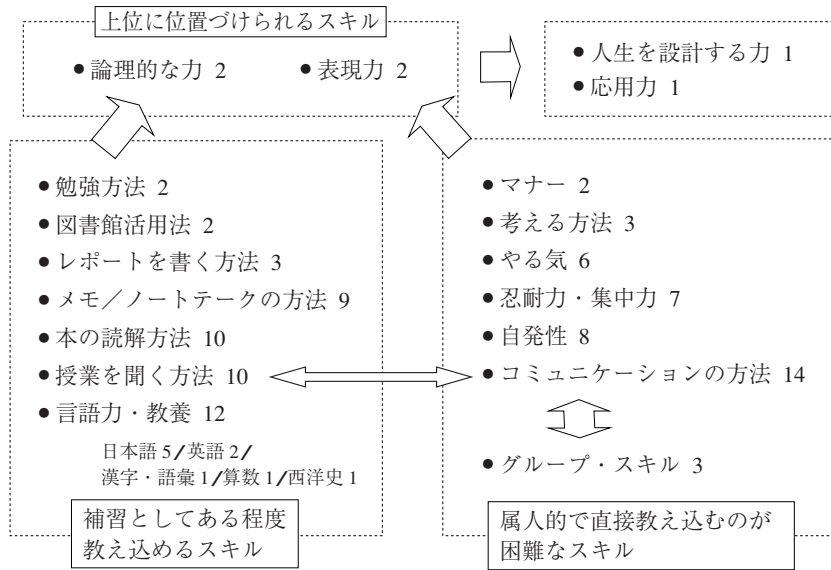 上位に位置づけられるスキル
●論理的な力 2
●表現力 2
●人生を設計する力 1
●応用力 1
●勉強方法 2
●図書館活用法 2
●レポートを書く方法 3
●メモ／ノートテークの方法 9
●本の読解方法 10
●授業を聞く方法 10
●言語力・教養 12
日本語 5/英語 2/
漢字・語彙 1/算数 1/西洋史 1
補習としてある程度
教え込めるスキル
●マナー 2
●考える方法 3
●やる気 6
●忍耐力・集中力 7
●自発性 8
●コミュニケーションの方法 14
●グループ・スキル 3
属人的で直接教え込むのが
困難なスキル